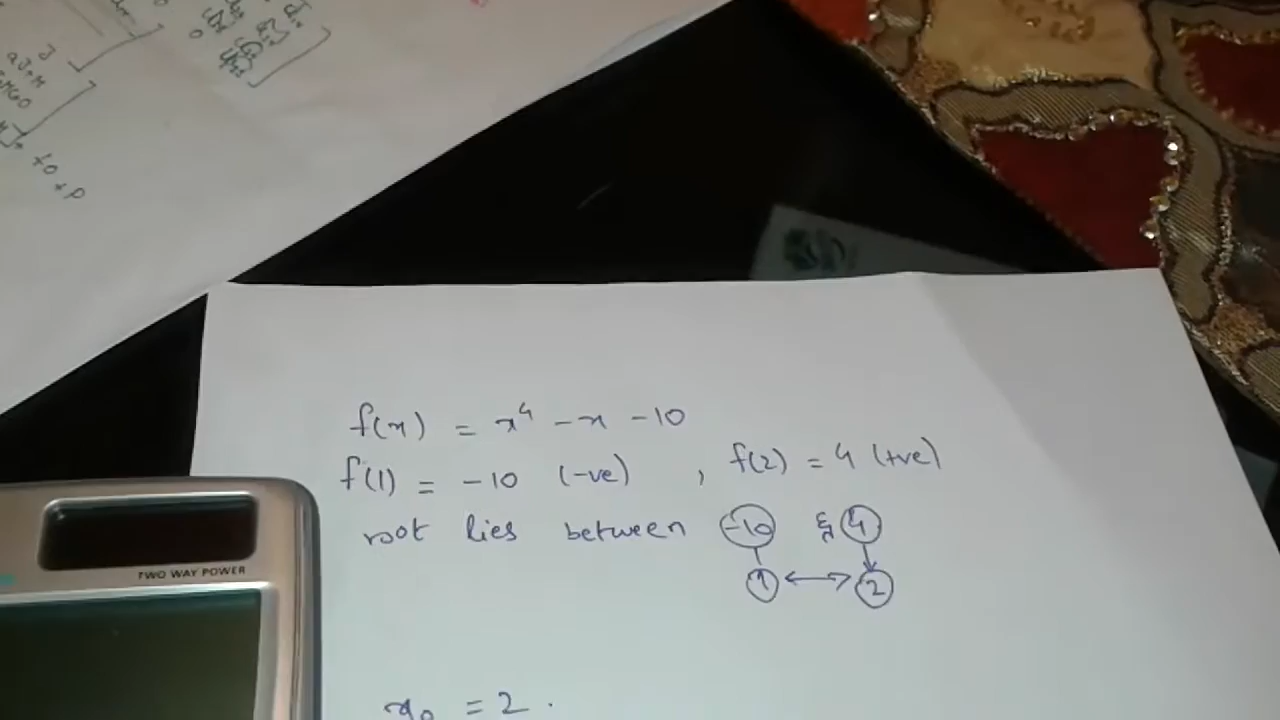 f(x) = x⁴ - x - 10
f(1) = -10 (-ve) , f(2) = 4 (+ve)
root lies between -10 & 4
1 ↔ 2
x₀ = 2 .
TWO WAY POWER
to + p